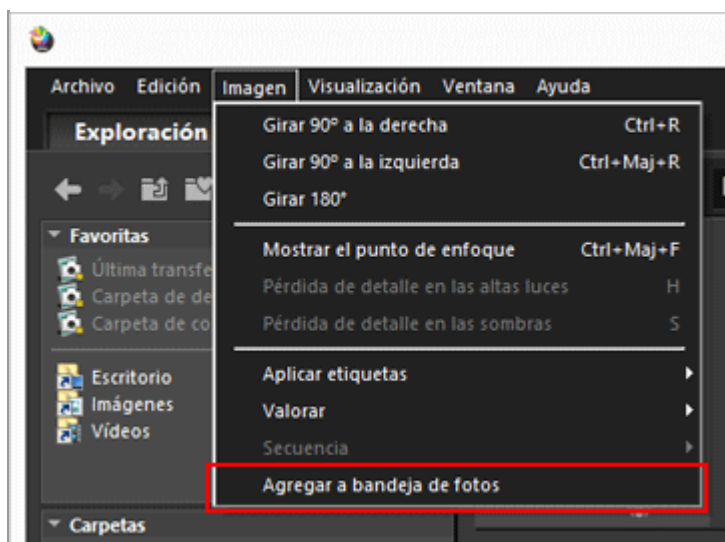 Archivo Edición Imagen Visualización Ventana Ayuda
Exploración
Girar 90º a la derecha Ctrl+R
Girar 90º a la izquierda Ctrl+Maj+R
Girar 180°
Favoritas
Mostrar el punto de enfoque Ctrl+Maj+F
Última transfe
Pérdida de detalle en las altas luces H
Carpeta de de
Carpeta de co
Pérdida de detalle en las sombras S
Escritorio
Aplicar etiquetas
Imágenes
Valorar
Vídeos
Secuencia
Agregar a bandeja de fotos
Carpetas